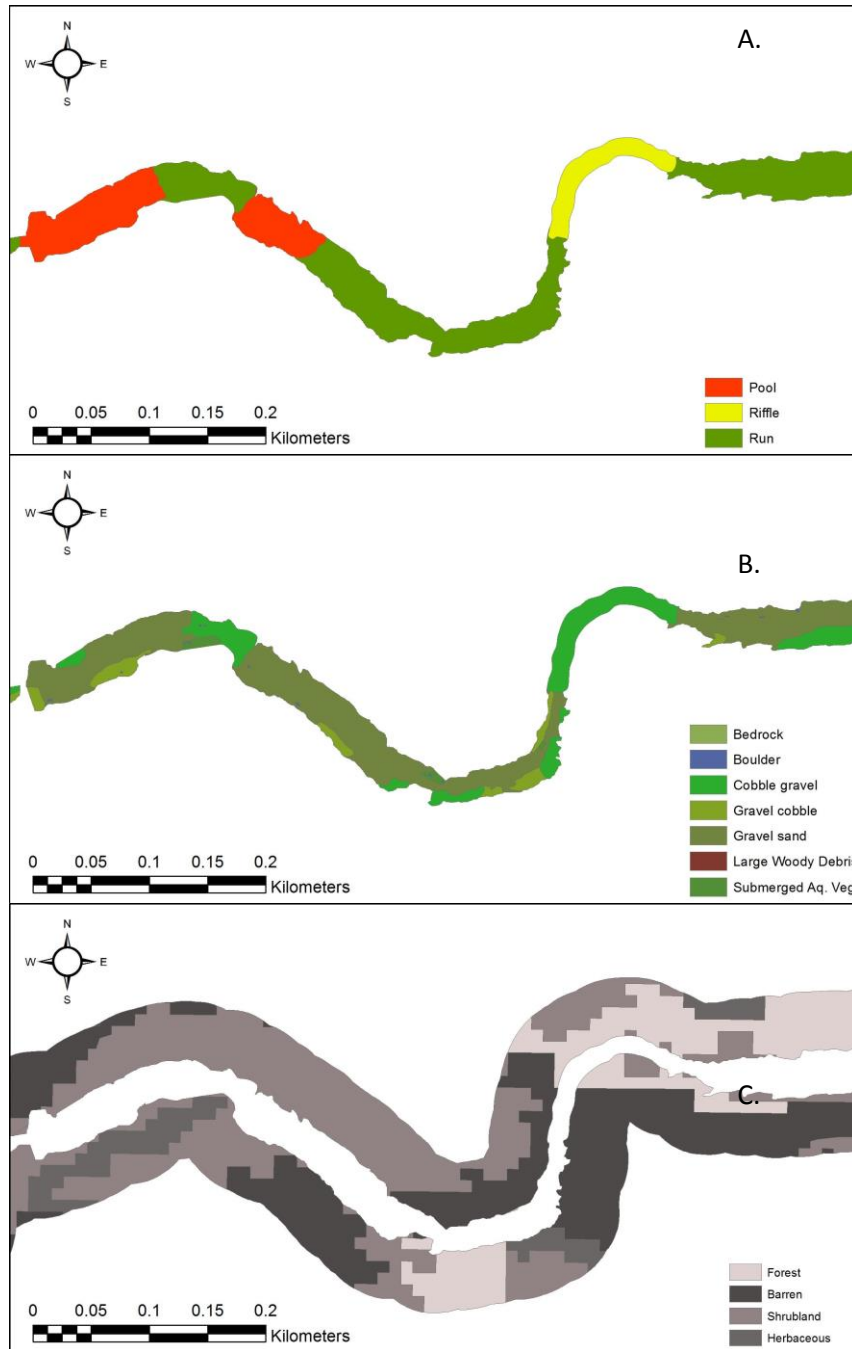 N
A.
W E
S
Pool
Riffle
0 0.05 0.1 0.15 0.2
Run
Kilometers
N
B.
W E
S
Bedrock
Boulder
Cobble gravel
Gravel cobble
0 0.05 0.1 0.15 0.2
Gravel sand
Large Woody Debris
Kilometers
Submerged Aq. Veg
N
W E
S
C.
Forest
Barren
0 0.05 0.1 0.15 0.2
Shrubland
Kilometers
Herbaceous